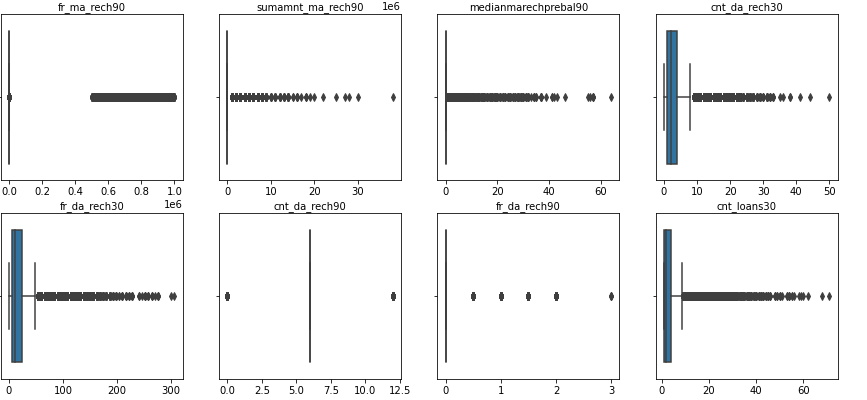 fr_ma_rech90
sumamnt_ma_rech90
1e6
medianmarechprebal90
cnt_da_rech30
0.0 0.2 0.4 0.6 0.8 1.0
1e6
0 10 20 30
0 20 40 60
0 10 20 30 40 50
fr_da_rech30
cnt_da_rech90
fr_da_rech90
cnt_loans30
0 100 200 300
0.0 2.5 5.0 7.5 10.0 12.5
0 1 2 3
0 20 40 60